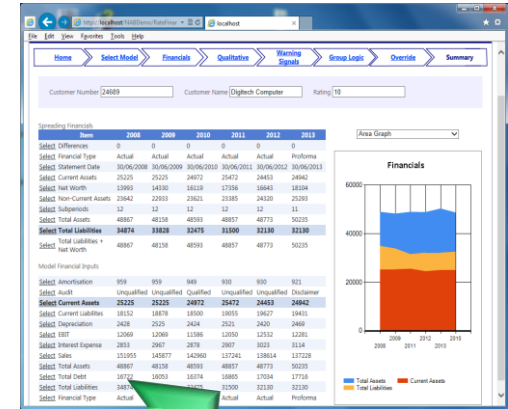 http://localhost/NABDemo/RateFinar
localhost
File Edit View Favorites Tools Help
Home Select Model Financials Qualitative Warning Signals Group Logic Override Summary
Customer Number 24689 Customer Name Digitech Computer Rating 10
Spreading Financials
Item 2008 2009 2010 2011 2012 2013
Select Differences 0 0 0 0 0 0
Select Financial Type Actual Actual Actual Actual Actual Proforma
Select Statement Date 30/06/2008 30/06/2009 30/06/2010 30/06/2011 30/06/2012 30/06/2013
Select Current Assets 25225 25225 24972 25472 24453 24942
Select Net Worth 13993 14330 16119 17356 16643 18104
Select Non-Current Assets 23642 22933 23621 23385 24320 25293
Select Subperiods 12 12 12 12 12 11
Select Total Assets 48867 48158 48593 48857 47773 50235
Select Total Liabilities 34874 33828 32475 31500 32130 32130
Select Total Liabilities + Net Worth 48867 48158 48593 48857 47773 50235
Model Financial Inputs
Select Amortisation 959 959 949 930 930 921
Select Audit Unqualified Unqualified Qualified Unqualified Unqualified Disclaimer
Select Current Assets 25225 25225 24972 25472 24453 24942
Select Current Liabilites 18152 18878 18500 19055 19627 19431
Select Depreciation 2428 2525 2424 2521 2420 2469
Select EBIT 12069 12069 11586 12050 12532 12281
Select Interest Expense 2853 2967 2878 2907 3023 3114
Select Sales 151955 145877 142960 137241 138614 137228
Select Total Assets 48867 48158 48593 48857 47773 50235
Select Total Debt 16722 16053 16374 16865 17034 17716
Select Total Liabilities 34874 32475 31500 32130 32130
Select Financial Type Actual Actual Actual Proforma
Area Graph
Financials
60000
40000
20000
0
2009 2012 2010
2008 2011 2013
Total Assets Current Assets
Total Liabilities